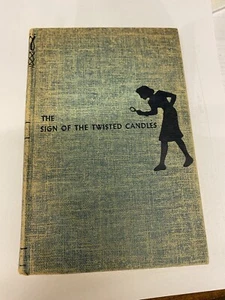 THE
SIGN OF THE TWISTED CANDLES